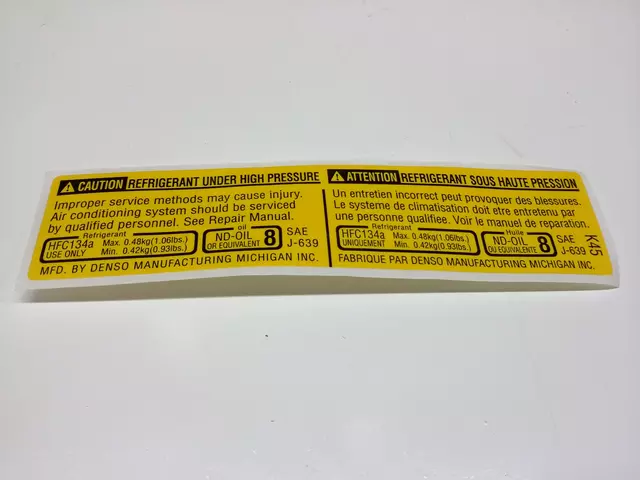 ⚠ CAUTION REFRIGERANT UNDER HIGH PRESSURE
Improper service methods may cause injury.
Air conditioning system should be serviced
by qualified personnel. See Repair Manual.
Refrigerant
HFC134a
USE ONLY
Max. 0.48kg(1.06lbs.)
Min. 0.42kg(0.93lbs.)
oil
ND-OIL
OR EQUIVALENT
8
SAE
J-639
MFD. BY DENSO MANUFACTURING MICHIGAN INC.
⚠ ATTENTION REFRIGERANT SOUS HAUTE PRESSION
Un entretien incorrect peut provoquer des blessures.
Le systeme de climatisation doit être entretenu par
une personne qualifiee. Voir le manuel de reparation.
Refrigerant
HFC134a
UNIQUEMENT
Max. 0.48kg(1.06lbs.)
Min. 0.42kg(0.93lbs.)
Huile
ND-OIL
OU EQUIVALENTE
8
SAE
J-639
FABRIQUE PAR DENSO MANUFACTURING MICHIGAN INC.
K45